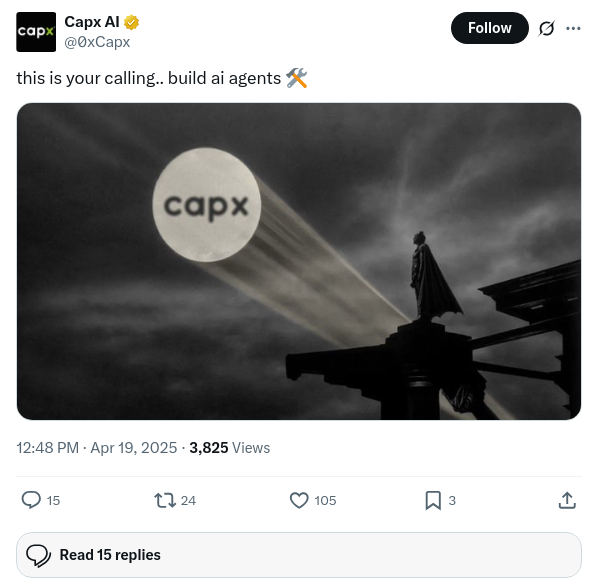 capx
Capx AI
@0xCapx
Follow
this is your calling.. build ai agents 🛠️
capx
12:48 PM · Apr 19, 2025 · 3,825 Views
15 24 105 3
Read 15 replies